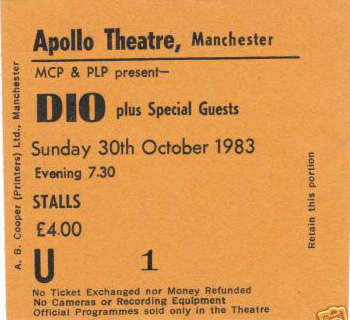 Apollo Theatre, Manchester
MCP & PLP present—
DIO plus Special Guests
Sunday 30th October 1983
Evening 7.30
STALLS
£4.00
U 1
No Ticket Exchanged nor Money Refunded
No Cameras or Recording Equipment
Official Programmes sold only in the Theatre
A. B. Cooper (Printers) Ltd., Manchester
Retain this portion